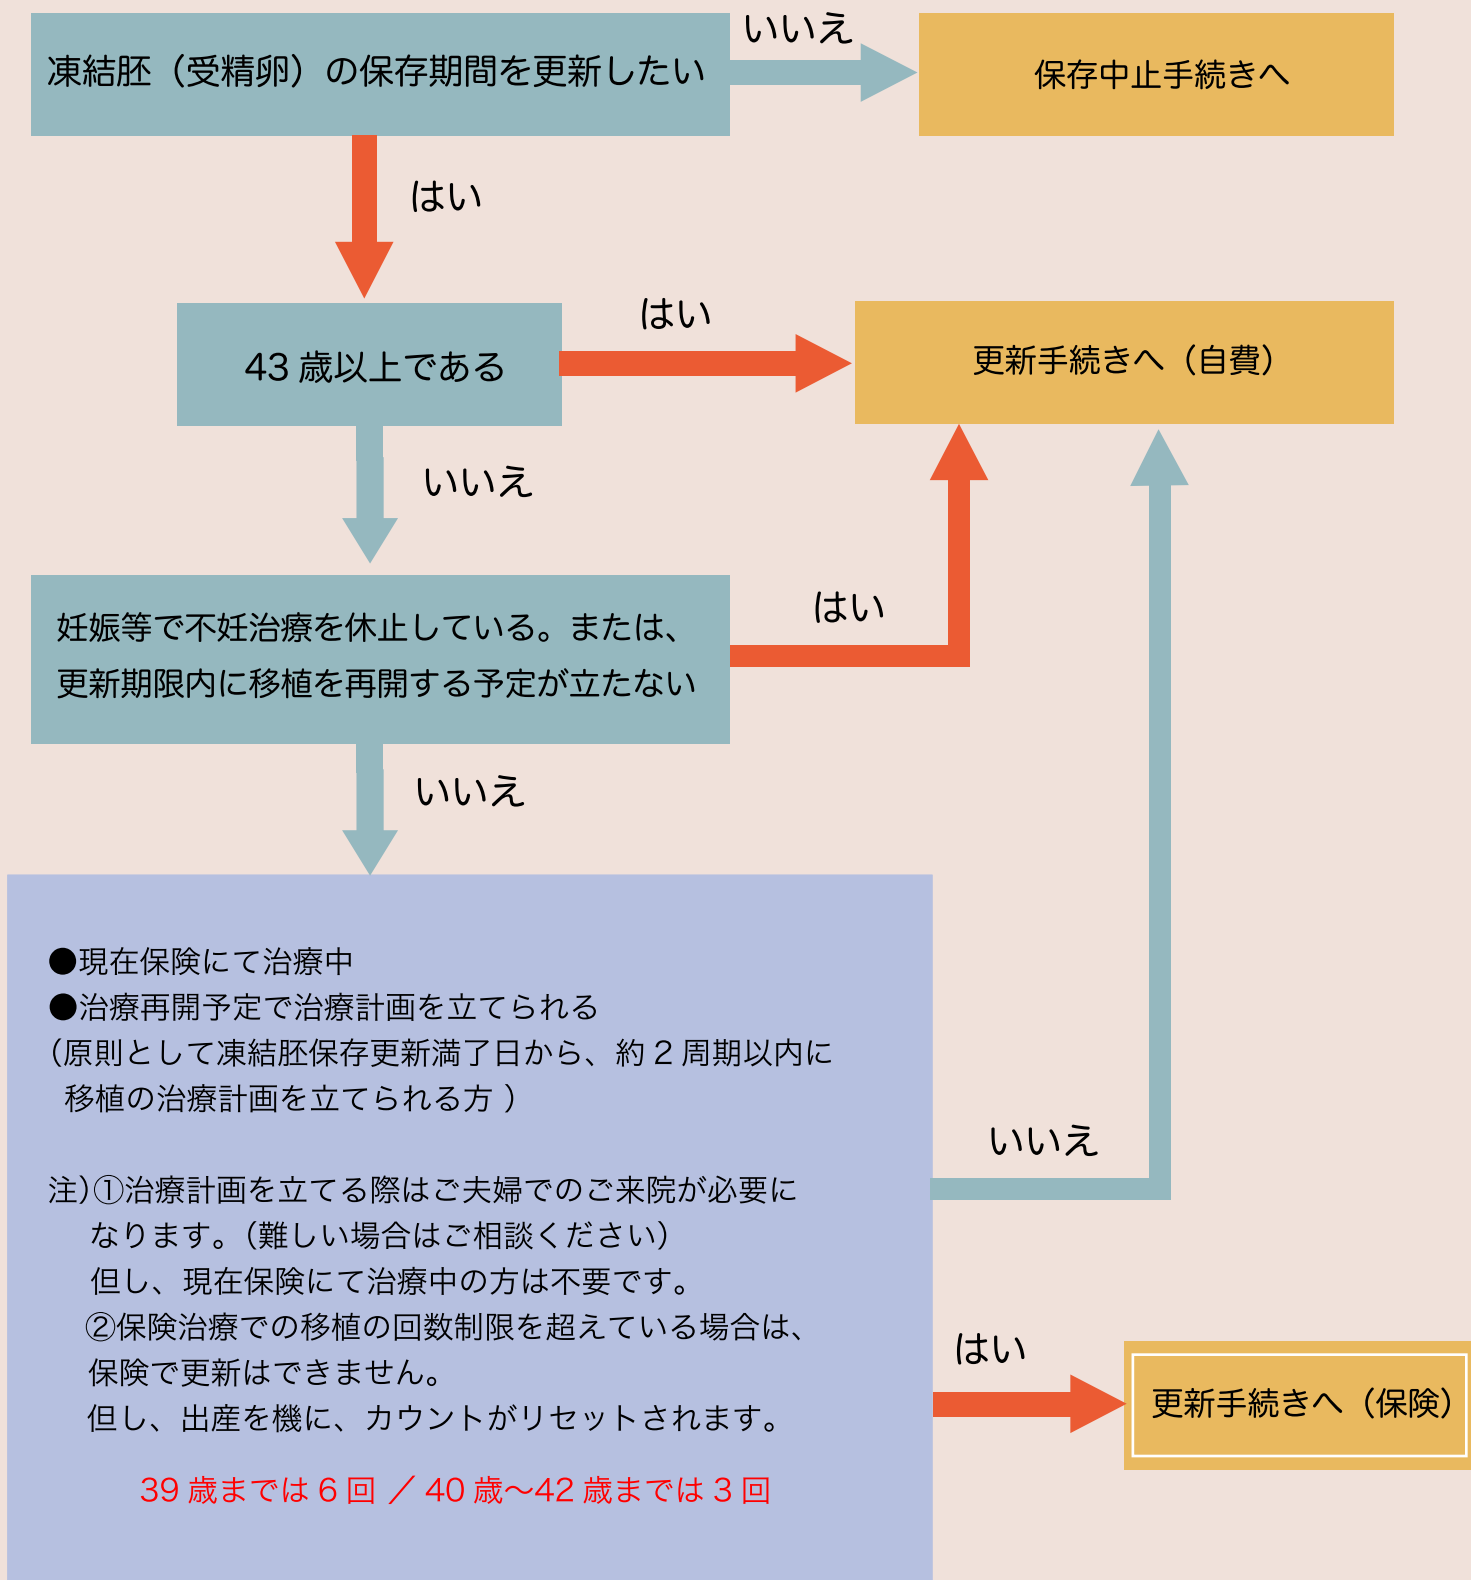 凍結胚（受精卵）の保存期間を更新したい
いいえ
保存中止手続きへ
はい
43 歳以上である
はい
更新手続きへ（自費）
いいえ
妊娠等で不妊治療を休止している。または、
更新期限内に移植を再開する予定が立たない
はい
いいえ
●現在保険にて治療中
●治療再開予定で治療計画を立てられる
（原則として凍結胚保存更新満了日から、約 2 周期以内に
移植の治療計画を立てられる方 ）
注）①治療計画を立てる際はご夫婦でのご来院が必要に
なります。（難しい場合はご相談ください）
但し、現在保険にて治療中の方は不要です。
②保険治療での移植の回数制限を超えている場合は、
保険で更新はできません。
但し、出産を機に、カウントがリセットされます。
39 歳までは 6 回 ／ 40 歳〜42 歳までは 3 回
いいえ
はい
更新手続きへ（保険）